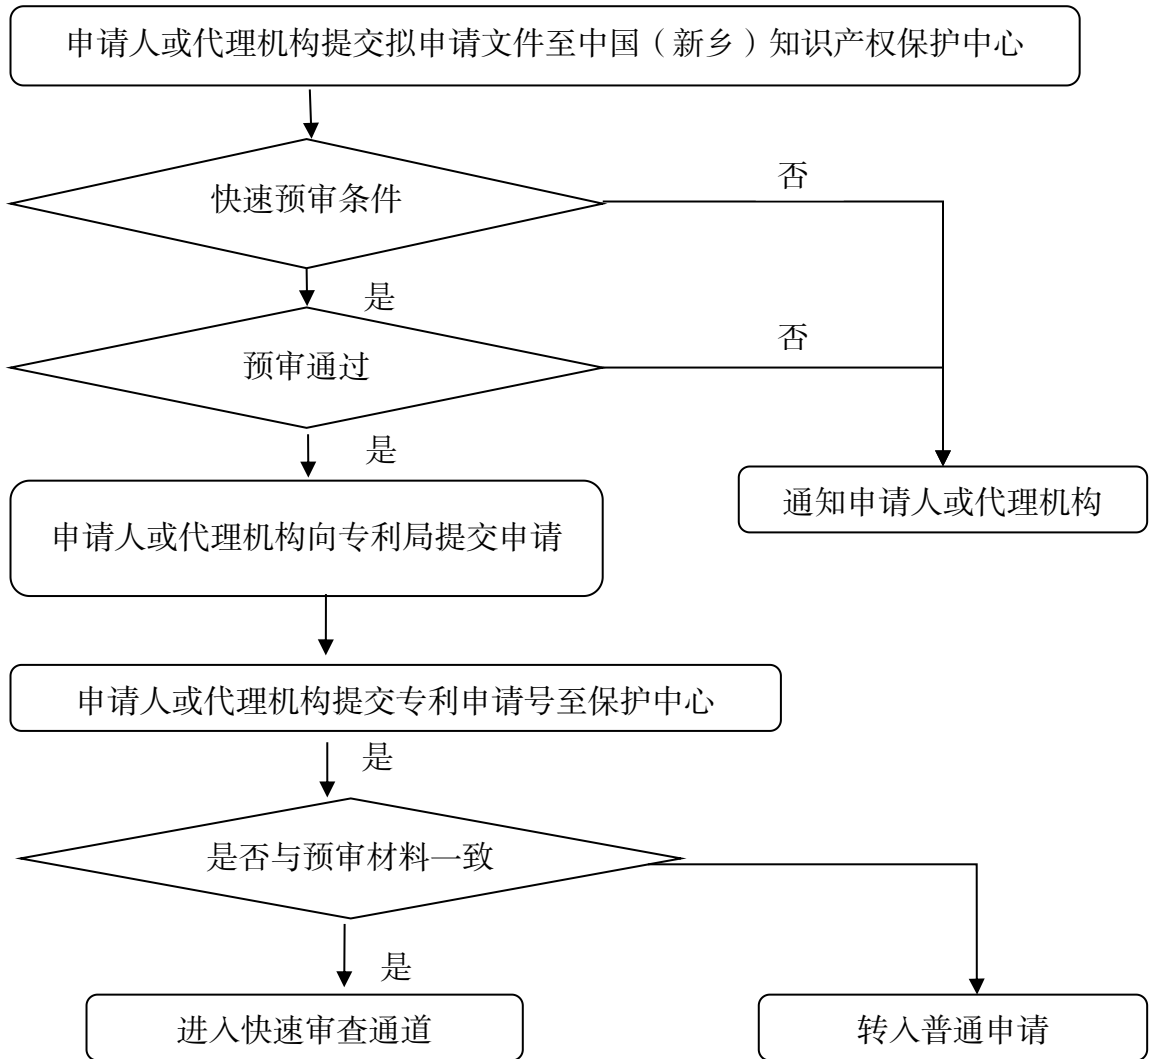 申请人或代理机构提交拟申请文件至中国（新乡）知识产权保护中心
快速预审条件
否
是
预审通过
否
是
申请人或代理机构向专利局提交申请
通知申请人或代理机构
申请人或代理机构提交专利申请号至保护中心
是
是否与预审材料一致
是
进入快速审查通道
转入普通申请